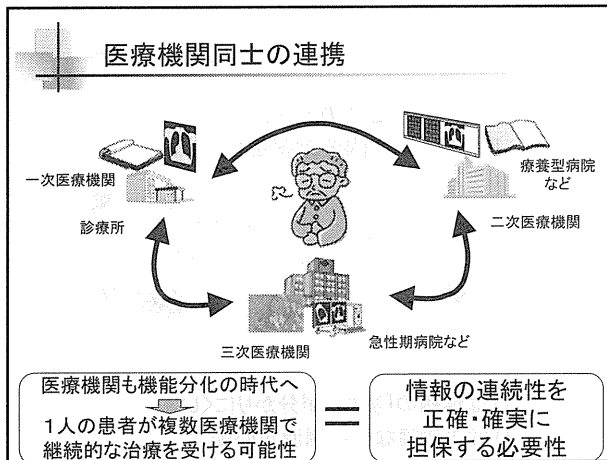 医療機関同士の連携
療養型病院
など
一次医療機関
診療所
二次医療機関
三次医療機関
急性期病院など
医療機関も機能分化の時代へ
1人の患者が複数医療機関で
継続的な治療を受ける可能性
=
情報の連続性を
正確・確実に
担保する必要性